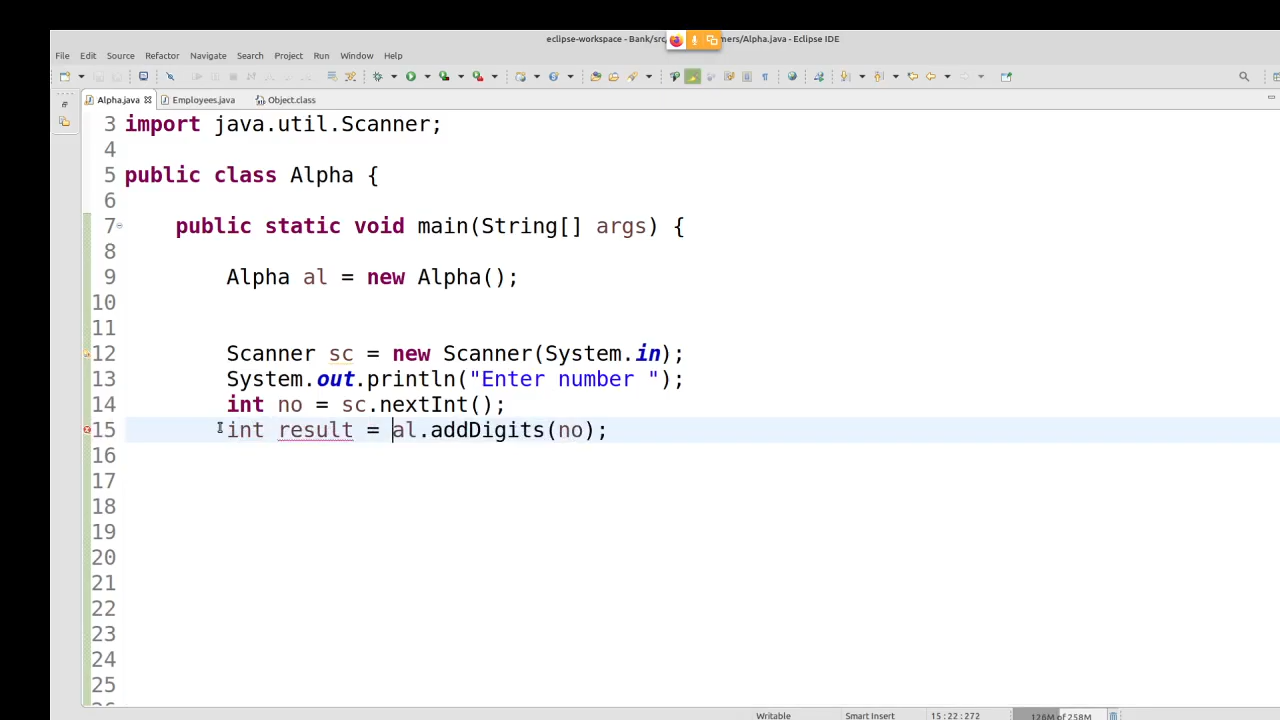 eclipse-workspace - Bank/src/ mers/Alpha.java - Eclipse IDE
File Edit Source Refactor Navigate Search Project Run Window Help
Alpha.java Employees.java Object.class
3 import java.util.Scanner;
4
5 public class Alpha {
6
7 public static void main(String[] args) {
8
9 Alpha al = new Alpha();
10
11
12 Scanner sc = new Scanner(System.in);
13 System.out.println("Enter number ");
14 int no = sc.nextInt();
15 int result = al.addDigits(no);
16
17
18
19
20
21
22
23
24
25
Writable Smart Insert 15 : 22 : 272 126M of 258M